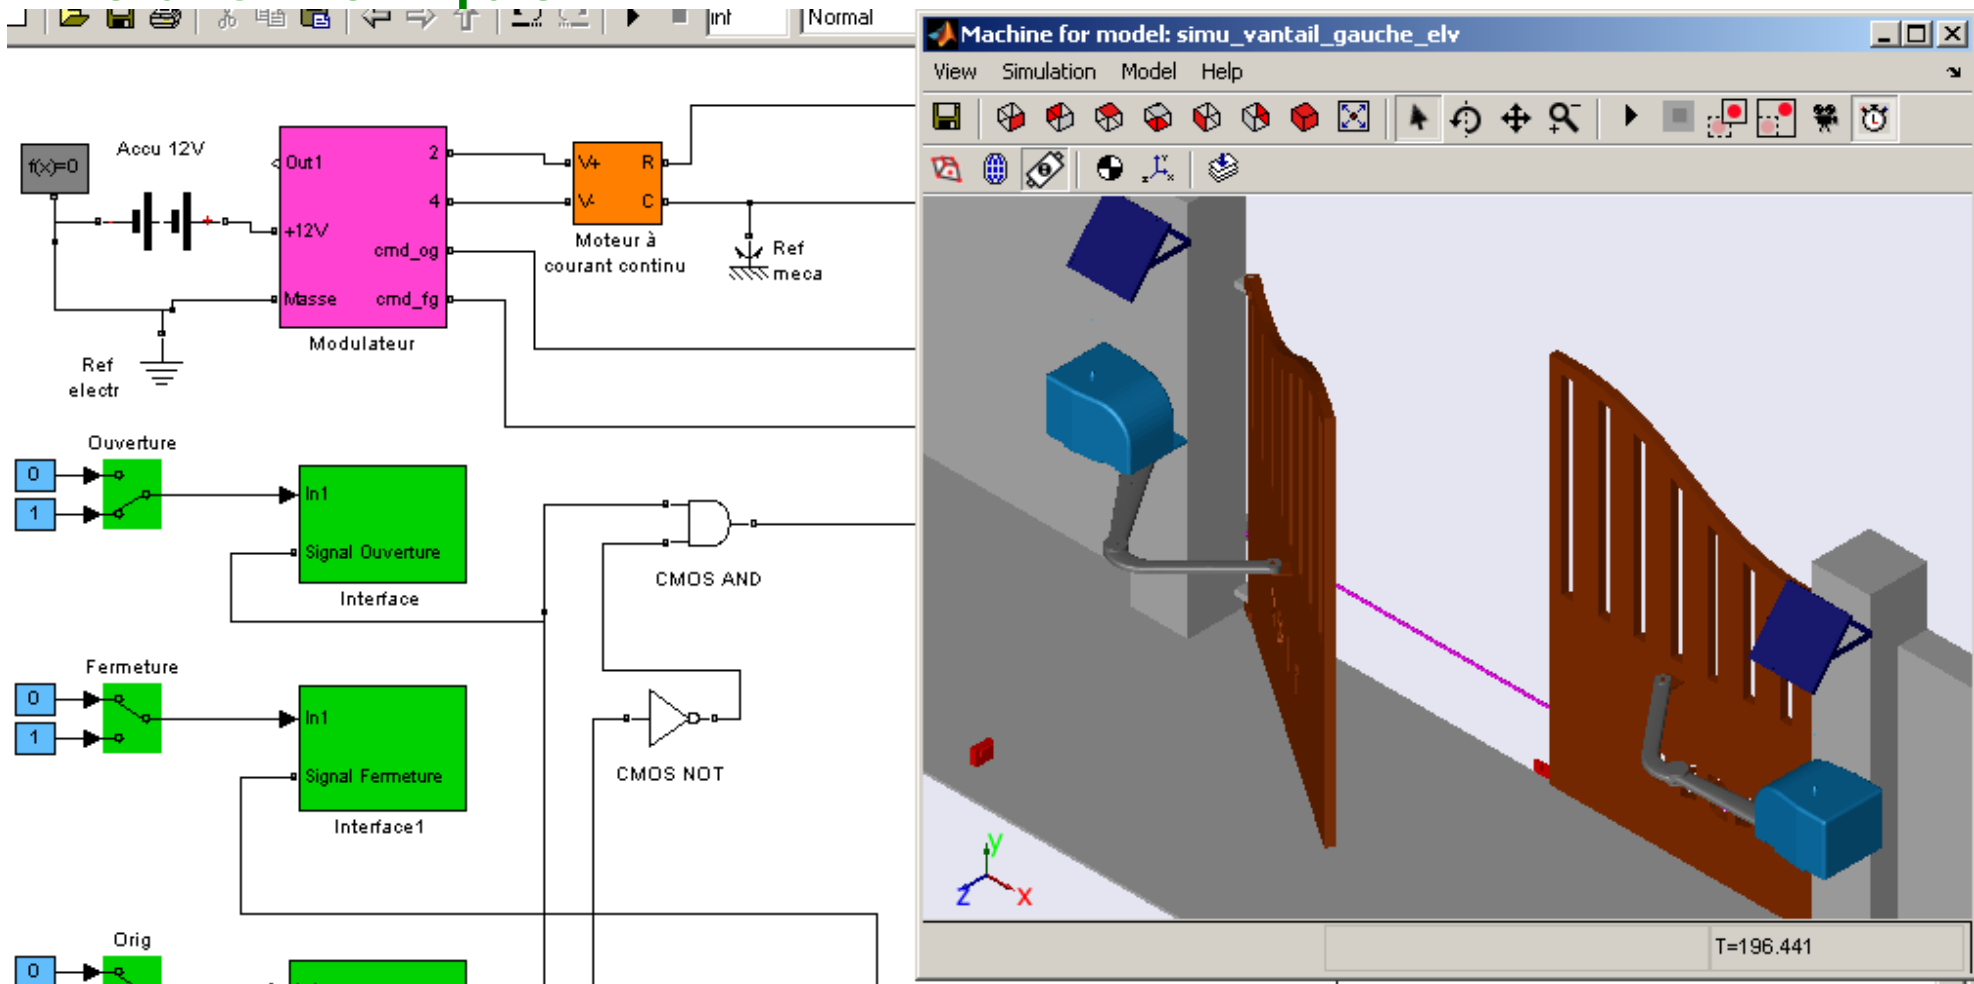 inf
Normal
Machine for model: simu_vantail_gauche_elv
View Simulation Model Help
Accu 12V
f(x)=0
Out1
2
4
+12V
cmd_og
Masse
cmd_fg
Modulateur
V+
R
V-
C
Moteur à
courant continu
Ref
meca
Ref
electr
Ouverture
0
1
In1
Signal Ouverture
Interface
CMOS AND
Fermeture
0
1
In1
Signal Fermeture
Interface1
CMOS NOT
Orig
0
y
z
x
T=196.441